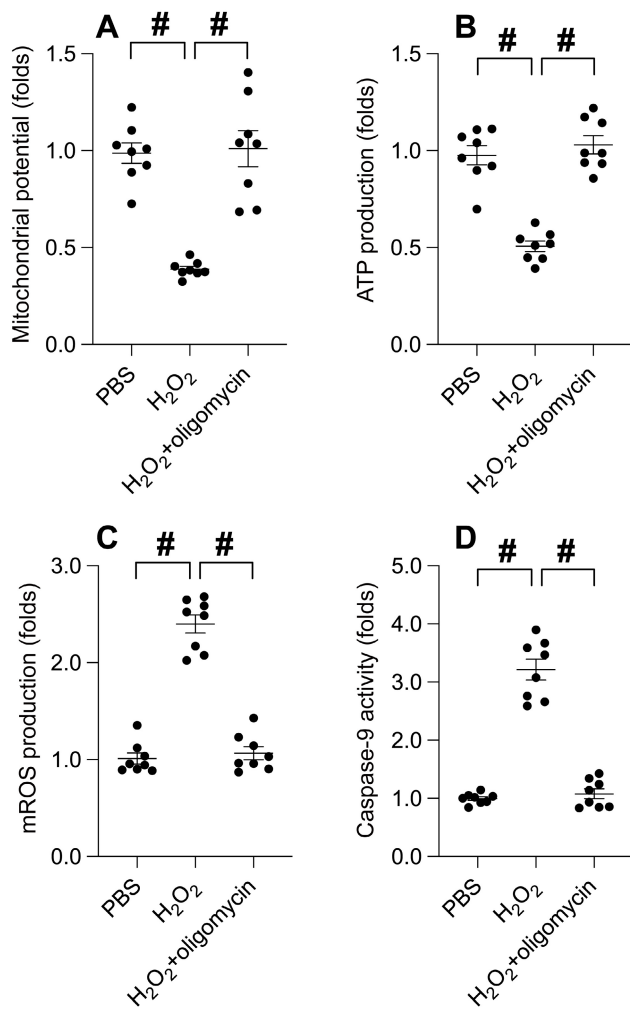 A
# #
Mitochondrial potential (folds)
1.5
1.0
0.5
0.0
PBS
H₂O₂
H₂O₂+oligomycin
B
# #
ATP production (folds)
1.5
1.0
0.5
0.0
PBS
H₂O₂
H₂O₂+oligomycin
C
# #
mROS production (folds)
3.0
2.0
1.0
0.0
PBS
H₂O₂
H₂O₂+oligomycin
D
# #
Caspase-9 activity (folds)
5.0
4.0
3.0
2.0
1.0
0.0
PBS
H₂O₂
H₂O₂+oligomycin